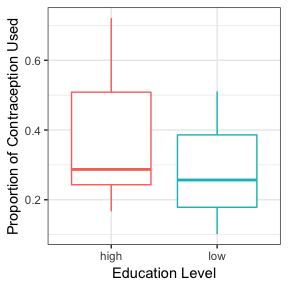 Proportion of Contraception Used
0.6
0.4
0.2
high low
Education Level